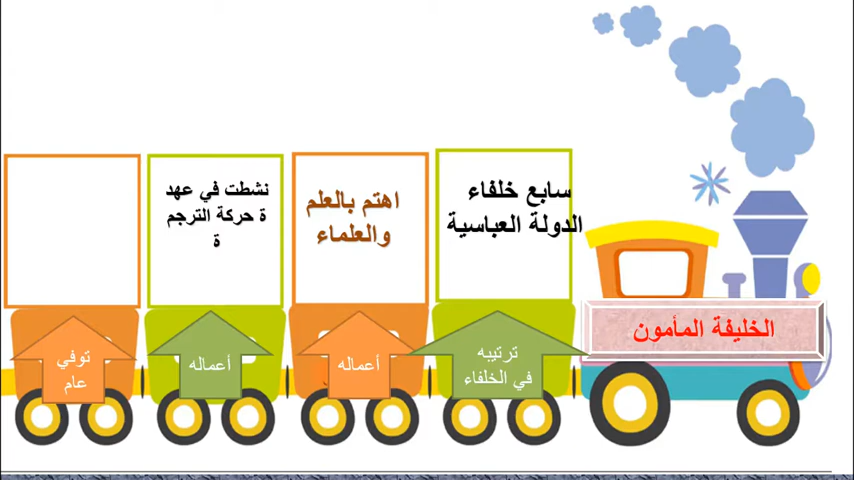 سابع خلفاء
الدولة العباسية
اهتم بالعلم
والعلماء
نشطت في عهد
ة حركة الترجم
ة
الخليفة المأمون
ترتيبه
في الخلفاء
أعماله
أعماله
توفي
عام